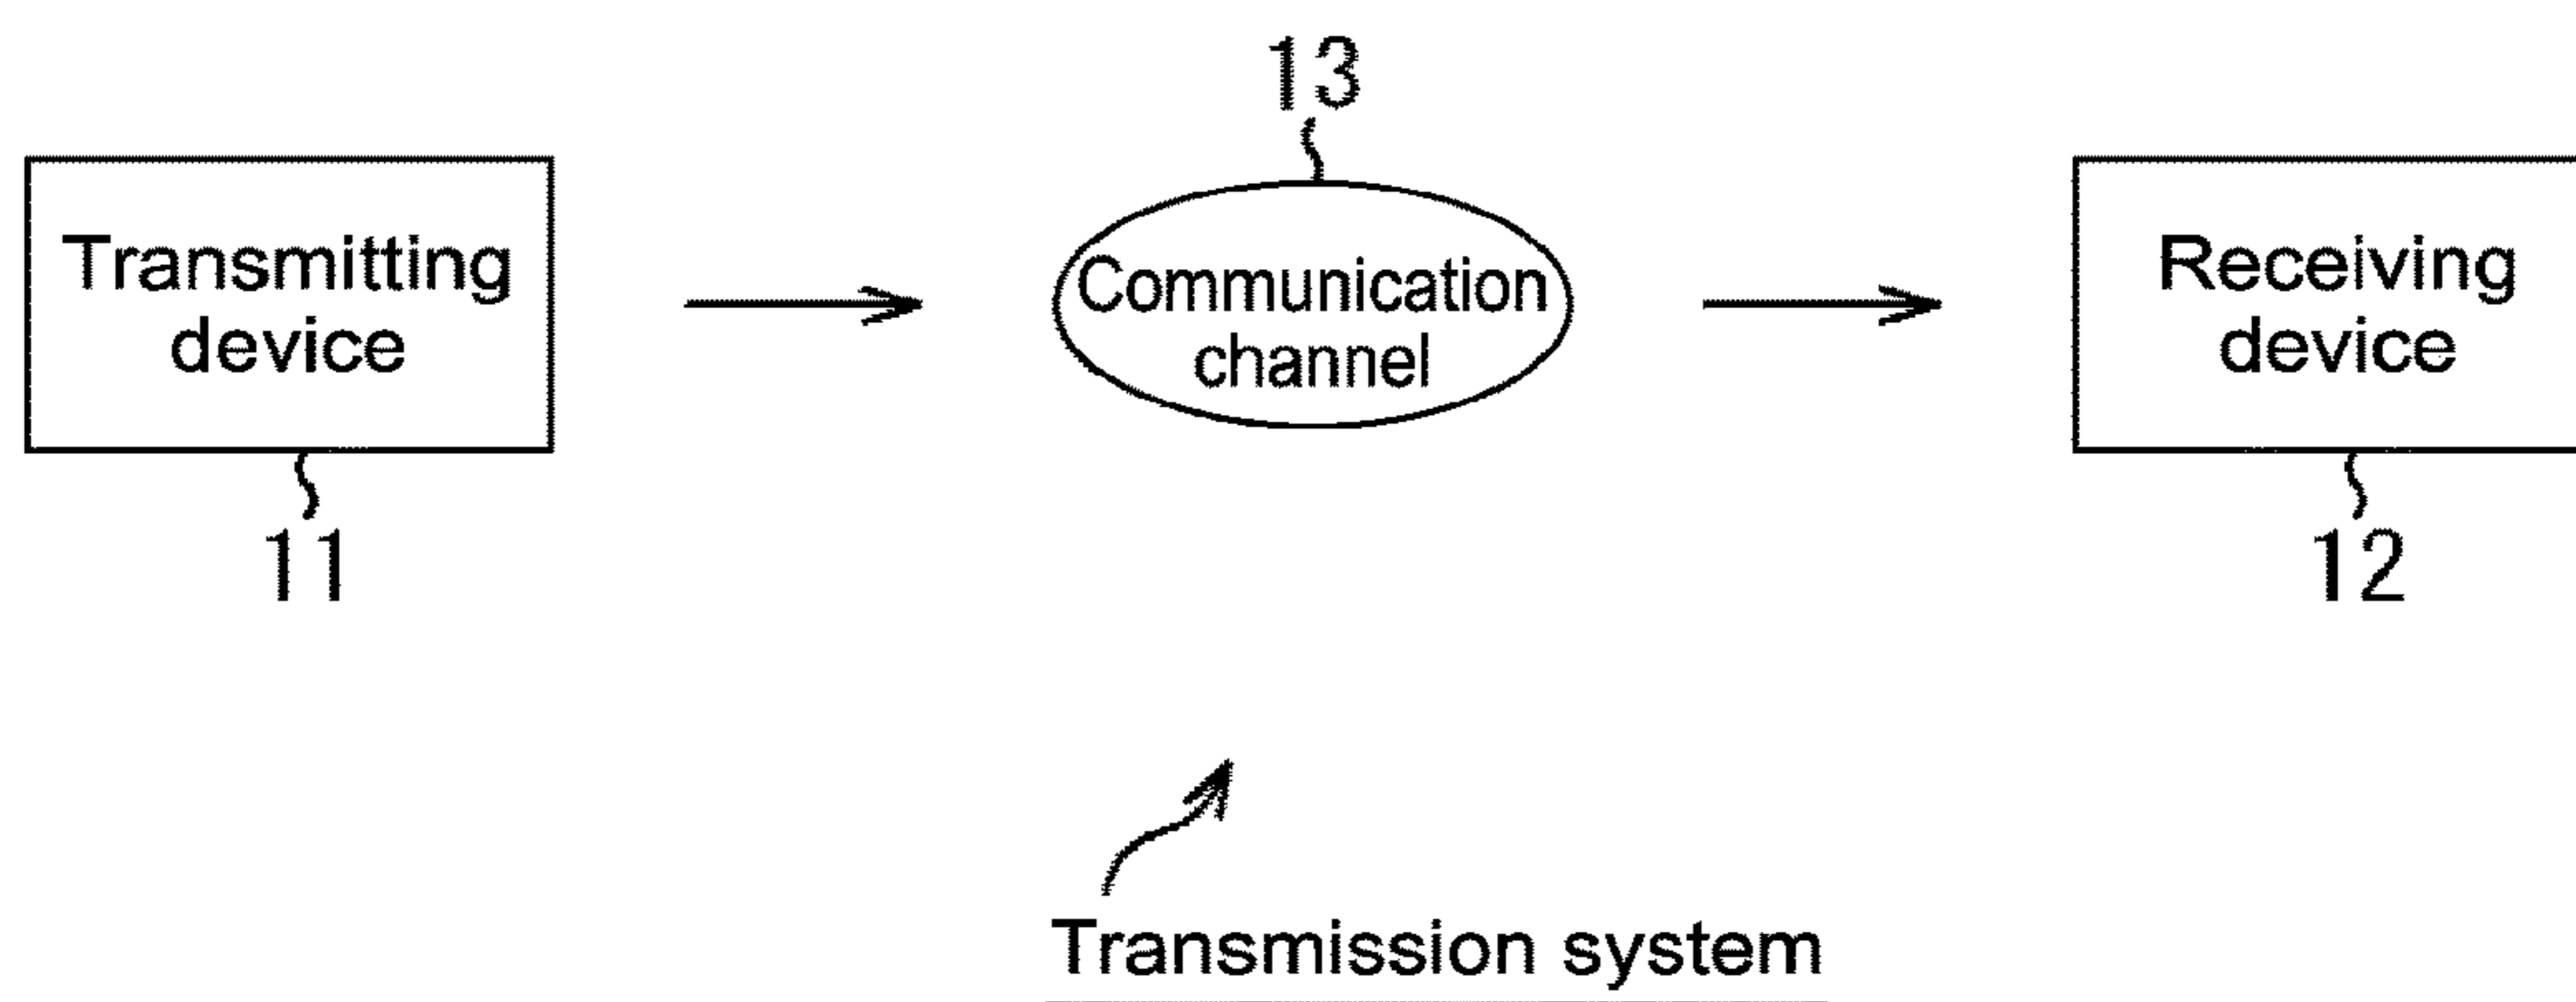 13
Transmitting
device
Communication
channel
Receiving
device
11
12
Transmission system